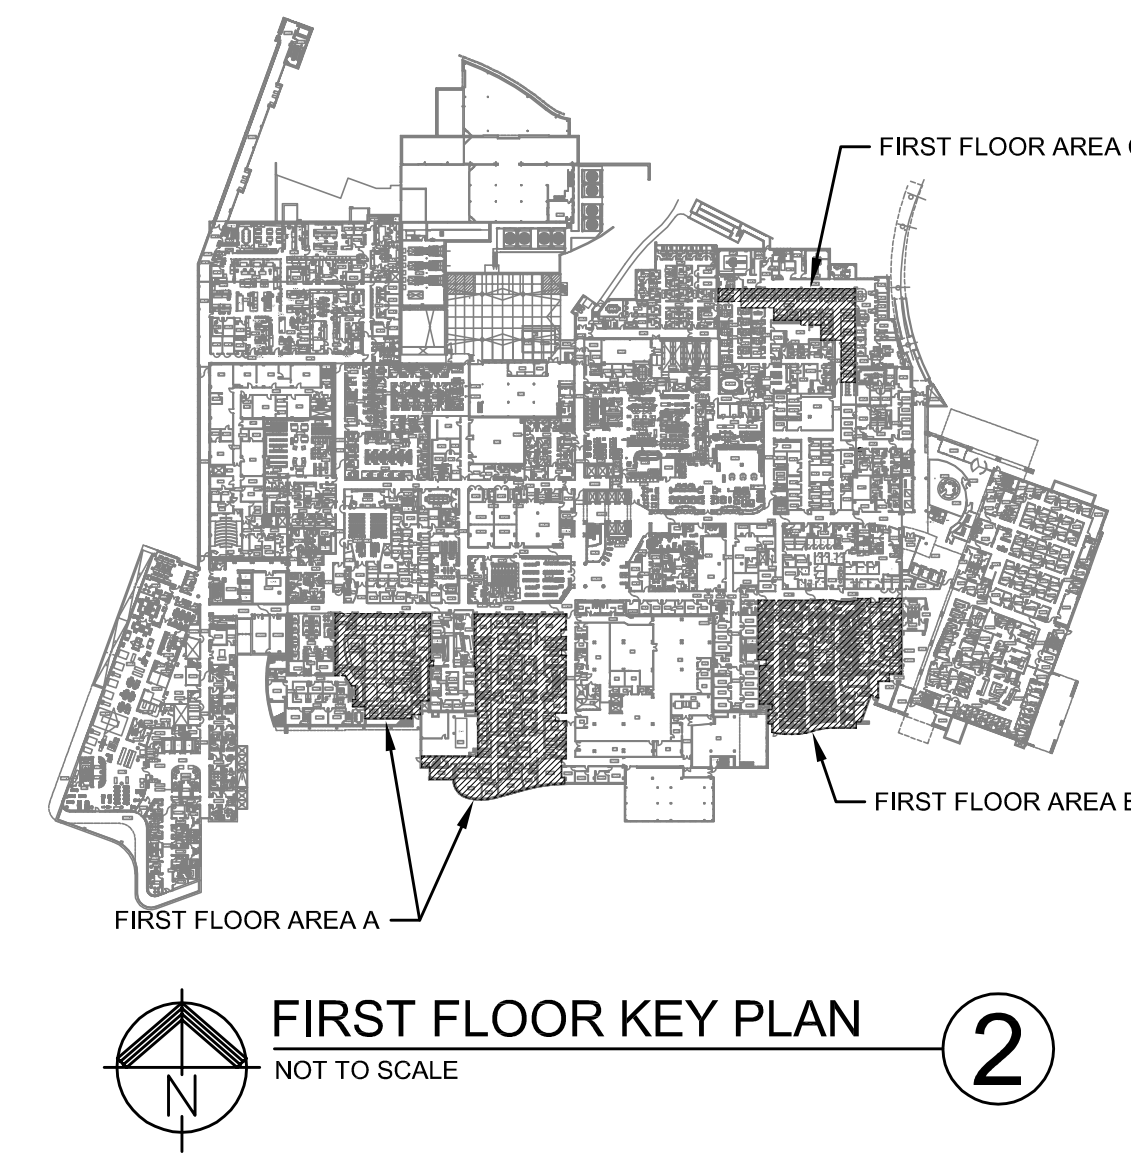 FIRST FLOOR AREA
FIRST FLOOR AREA
FIRST FLOOR AREA A
FIRST FLOOR KEY PLAN
2
NOT TO SCALE
N